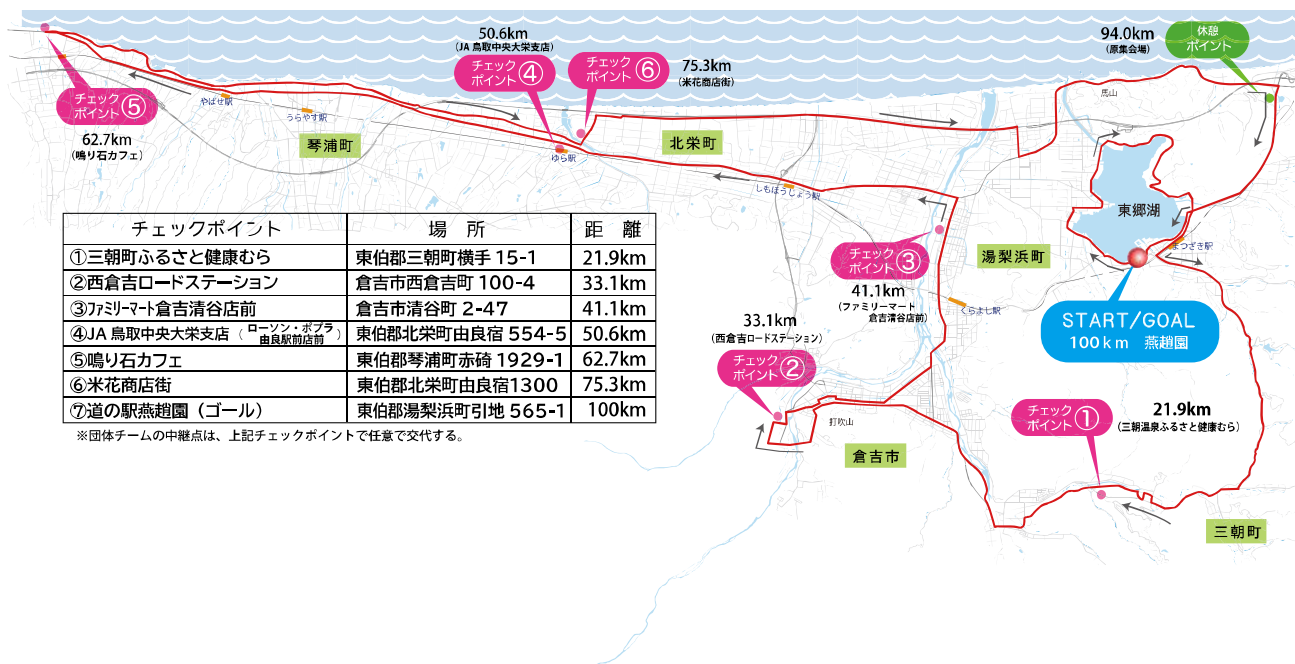 50.6km
(JA 鳥取中央大栄支店)
チェック
ポイント④
チェック
ポイント⑥
75.3km
(米花商店街)
94.0km
(原集会場)
休憩
ポイント
チェック
ポイント⑤
62.7km
(鳴り石カフェ)
やばせ駅
うらやす駅
琴浦町
ゆら駅
北栄町
馬山
しもほうじょう駅
東郷湖
まつざき駅
湯梨浜町
チェック
ポイント③
41.1km
(ファミリーマート
倉吉清谷店前)
くらよし駅
START/GOAL
100km 燕趙園
33.1km
(西倉吉ロードステーション)
チェック
ポイント②
打吹山
倉吉市
チェック
ポイント①
21.9km
(三朝温泉ふるさと健康むら)
三朝町
チェックポイント 場 所 距 離
①三朝町ふるさと健康むら 東伯郡三朝町横手 15-1 21.9km
②西倉吉ロードステーション 倉吉市西倉吉町 100-4 33.1km
③ファミリーマート倉吉清谷店前 倉吉市清谷町 2-47 41.1km
④JA 鳥取中央大栄支店(ローソン・ポプラ由良駅前店前) 東伯郡北栄町由良宿 554-5 50.6km
⑤鳴り石カフェ 東伯郡琴浦町赤碕 1929-1 62.7km
⑥米花商店街 東伯郡北栄町由良宿1300 75.3km
⑦道の駅燕趙園(ゴール) 東伯郡湯梨浜町引地 565-1 100km
※団体チームの中継点は、上記チェックポイントで任意で交代する。